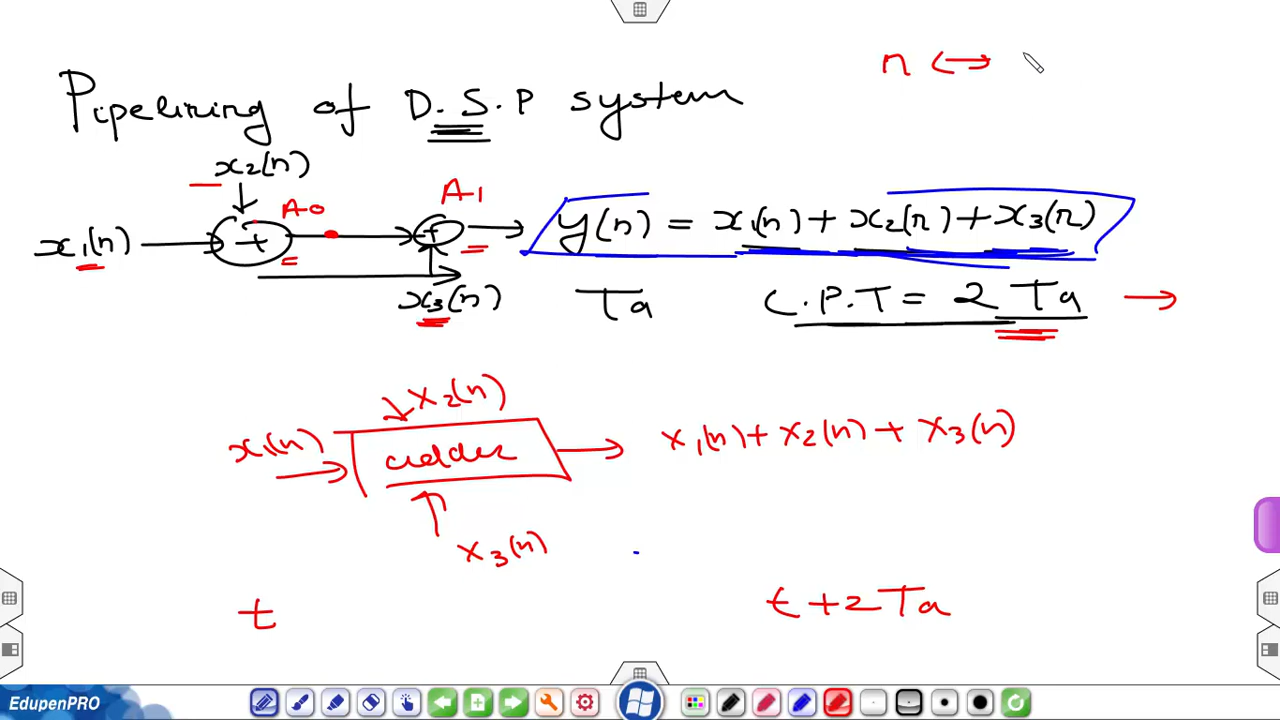 n ↔
Pipelining of D.S.P system
x2(n)
A0
A1
x1(n) + + y(n) = x1(n) + x2(n) + x3(n)
x3(n) Ta C.P.T = 2 Ta →
x2(n)
x1(n) adder x1(n) + x2(n) + x3(n)
x3(n)
t t + 2 Ta
EdupenPRO